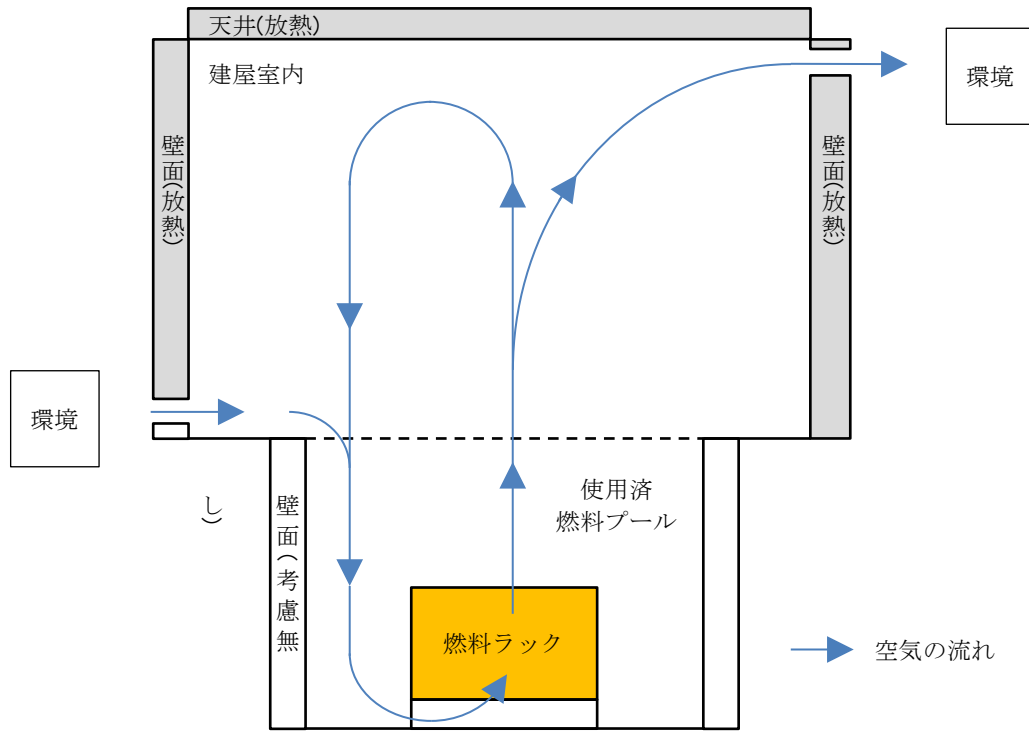 天井(放熱)
建屋室内
環境
壁面(放熱)
壁面(放熱)
環境
使用済
燃料プール
壁面(考慮無
し)
燃料ラック
空気の流れ